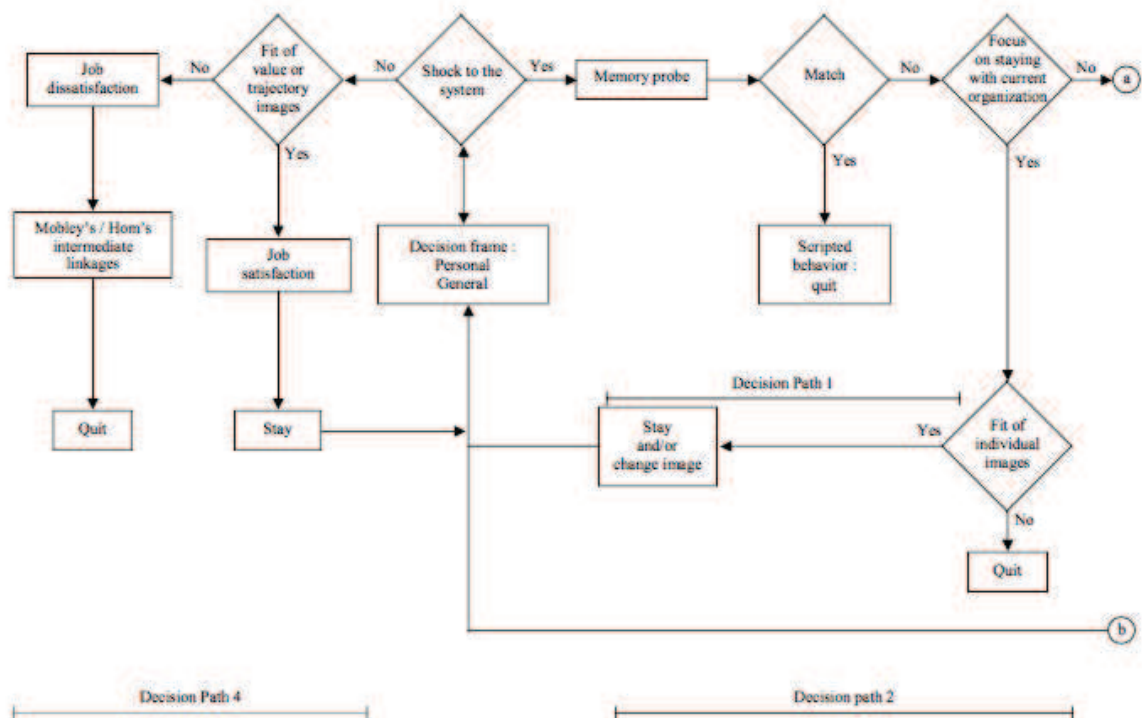 Job
dissatisfaction
No
Fit of
value or
trajectory
images
No
Shock to the
system
Yes
Memory probe
Match
No
Focus
on staying
with current
organization
No
a
Yes
Yes
Yes
Mobley's / Hom's
intermediate
linkages
Job
satisfaction
Decision frame :
Personal
General
Scripted
behavior :
quit
Decision Path 1
Quit
Stay
Stay
and/or
change image
Yes
Fit of
individual
images
No
Quit
b
Decision Path 4
Decision path 2